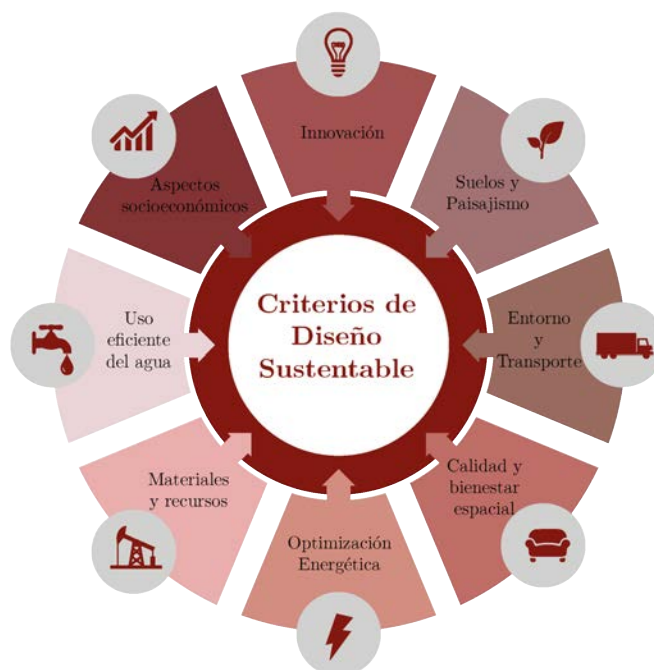 Innovación
Suelos y
Paisajismo
Entorno
y
Transporte
Calidad y
bienestar
espacial
Optimización
Energética
Materiales
y recursos
Uso
eficiente
del agua
Aspectos
socioeconómicos
Criterios de
Diseño
Sustentable